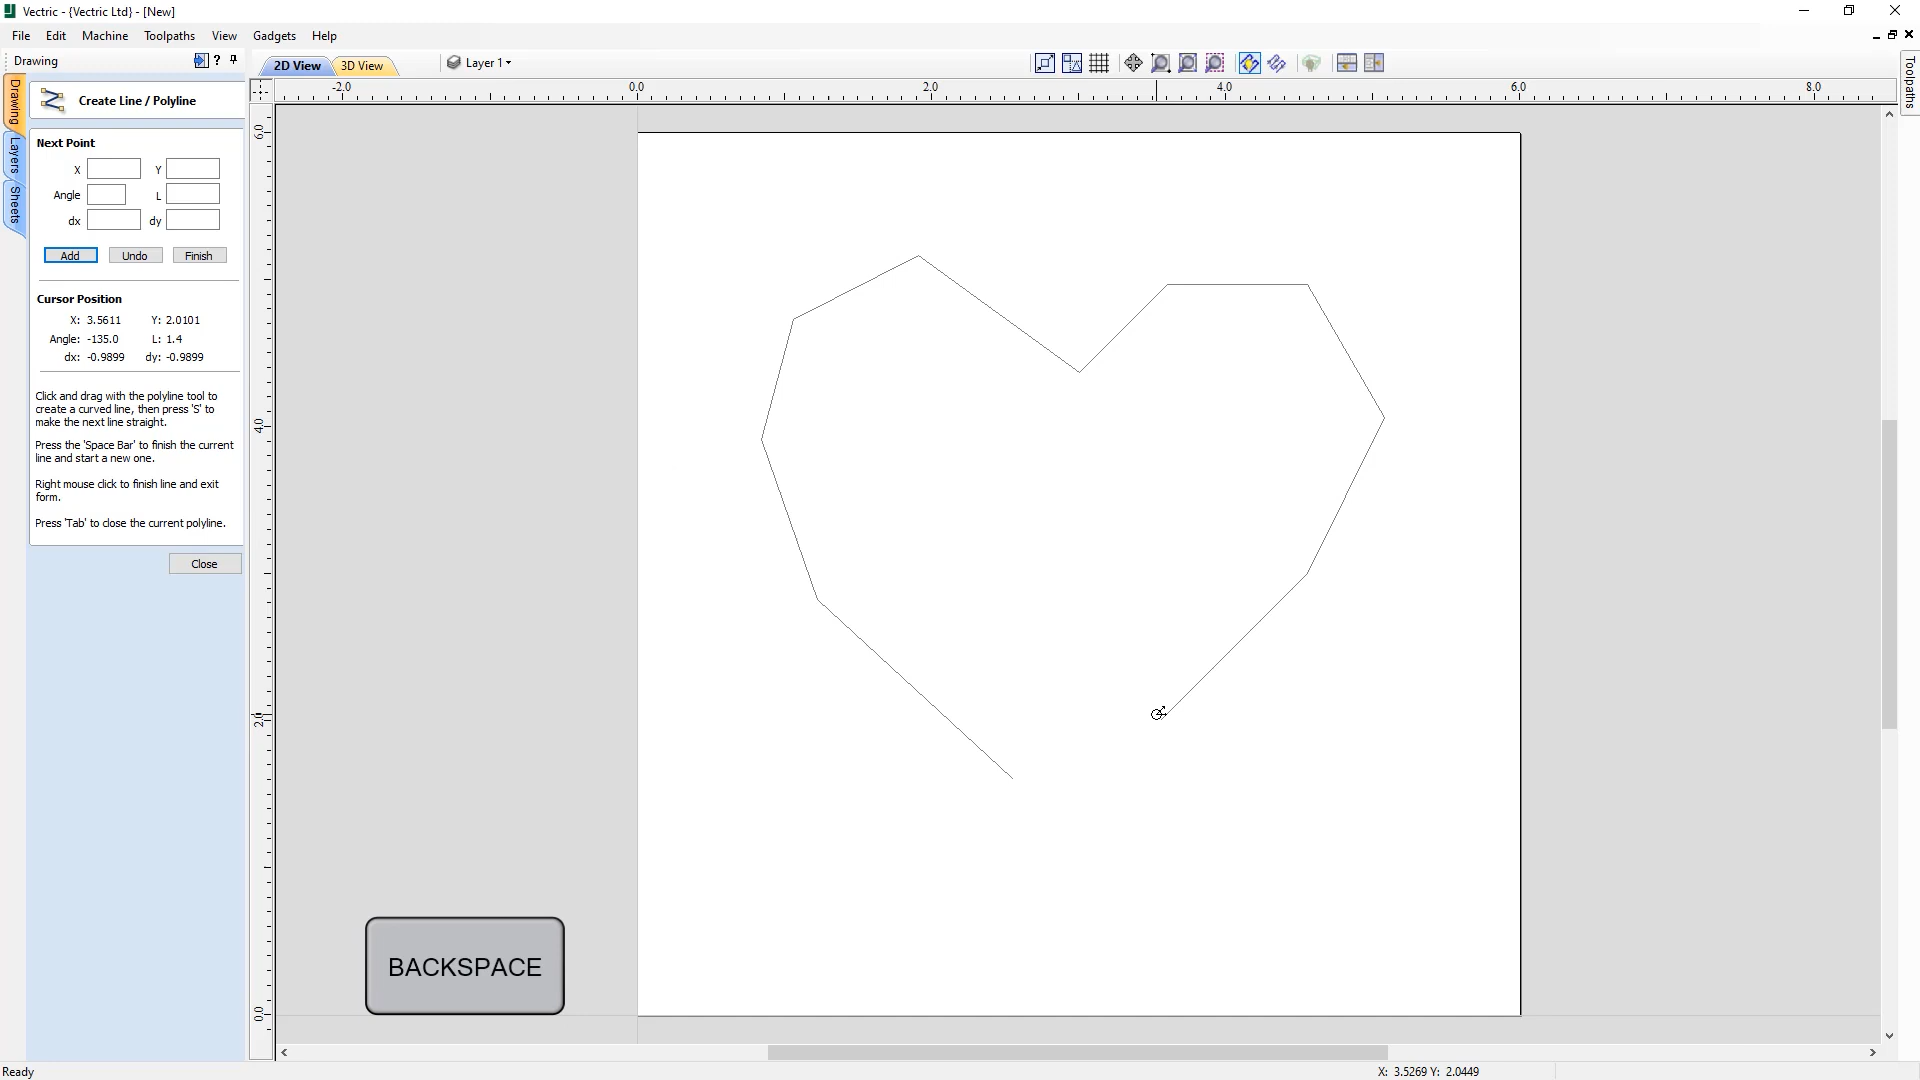 Vectric - {Vectric Ltd} - [New]
File Edit Machine Toolpaths View Gadgets Help
Drawing ?
2D View 3D View Layer 1
Toolpaths
Drawing
Layers
Sheets
Create Line / Polyline
-2.0 0.0 2.0 4.0 6.0 8.0
6.0
4.0
2.0
0.0
Next Point
X Y
Angle L
dx dy
Add Undo Finish
Cursor Position
X: 3.5611 Y: 2.0101
Angle: -135.0 L: 1.4
dx: -0.9899 dy: -0.9899
Click and drag with the polyline tool to
create a curved line, then press 'S' to
make the next line straight.
Press the 'Space Bar' to finish the current
line and start a new one.
Right mouse click to finish line and exit
form.
Press 'Tab' to close the current polyline.
Close
BACKSPACE
Ready
X: 3.5269 Y: 2.0449